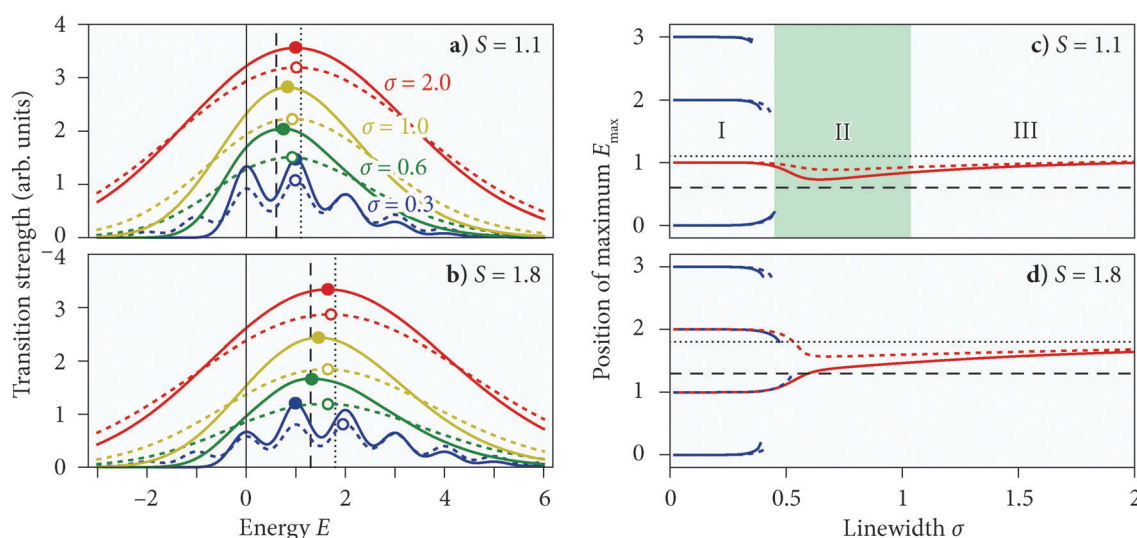 Transition strength (arb. units)
4
3
2
1
0
a) S = 1.1
σ = 2.0
σ = 1.0
σ = 0.6
σ = 0.3
−4
3
2
1
0
b) S = 1.8
−2
0
2
4
6
Energy E
Position of maximum Emax
3
2
1
0
c) S = 1.1
I
II
III
3
2
1
0
d) S = 1.8
0
0.5
1
1.5
2
Linewidth σ